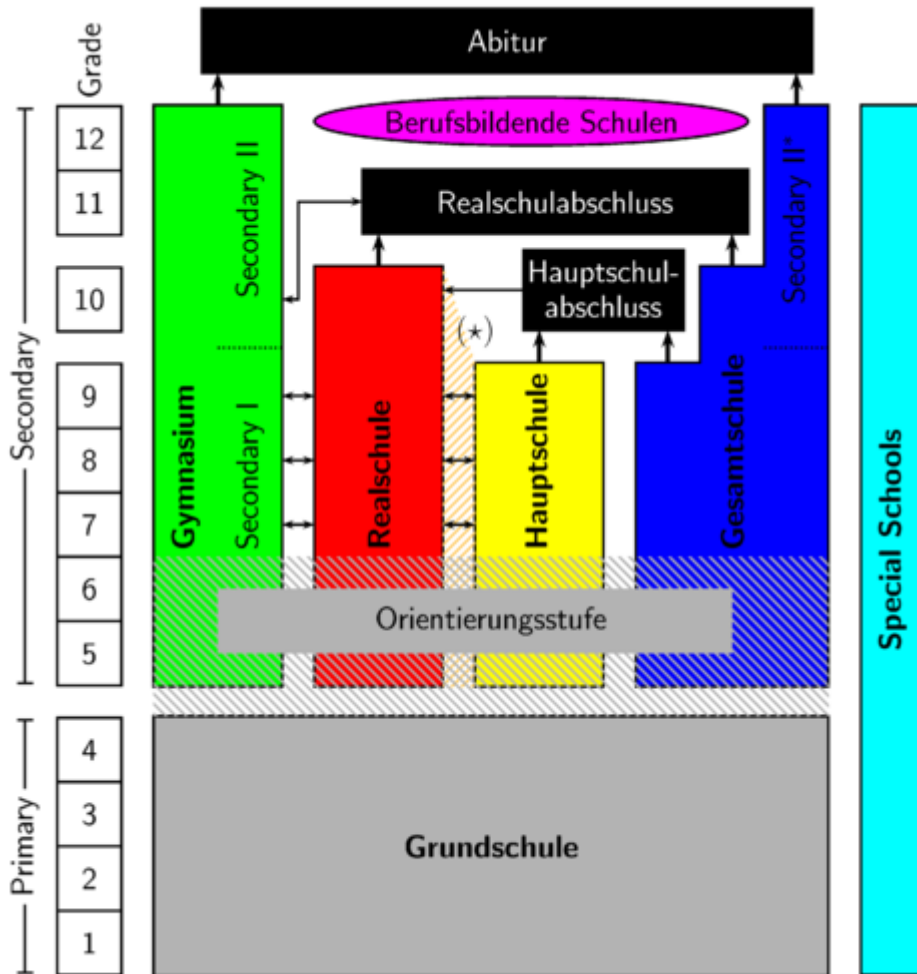 Abitur
Grade
12
Berufsbildende Schulen
11
Secondary II
Realschulabschluss
Secondary II*
10
Hauptschul-
abschluss
(⋆)
Secondary
9
8
7
Gymnasium
Secondary I
Realschule
Hauptschule
Gesamtschule
Special Schools
6
5
Orientierungsstufe
Primary
4
3
2
1
Grundschule